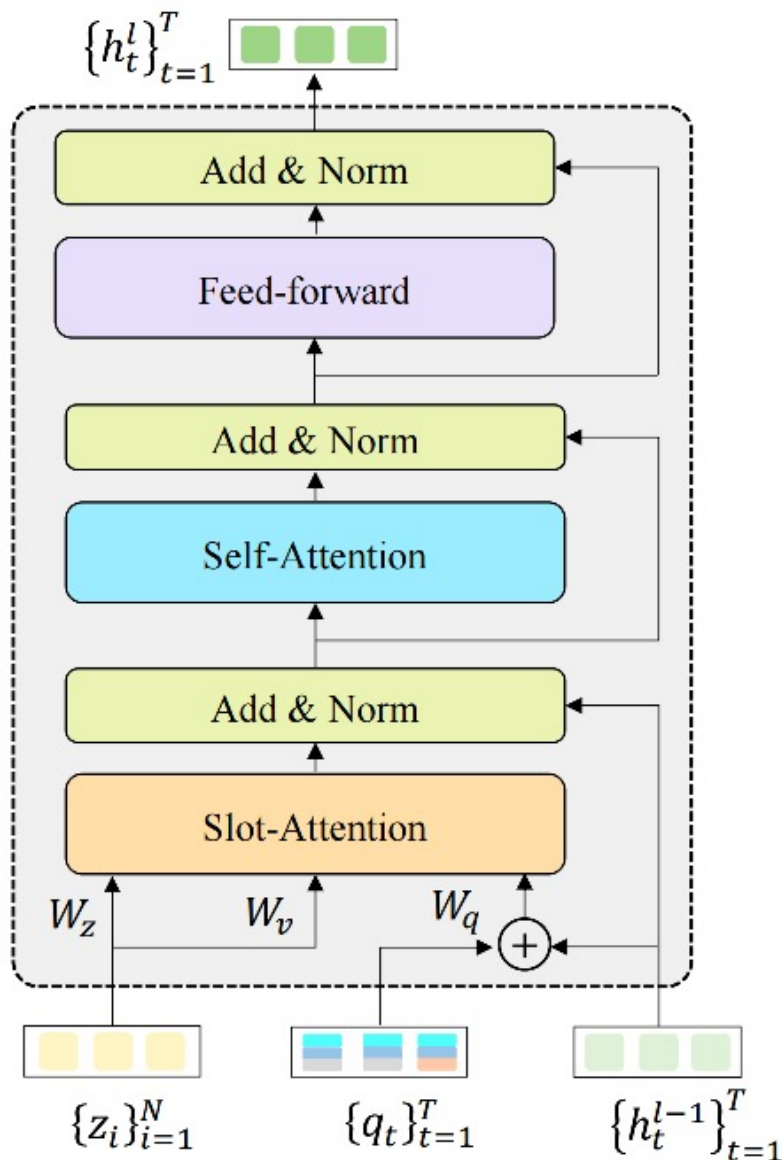 {h_t^l}_{t=1}^T
Add & Norm
Feed-forward
Add & Norm
Self-Attention
Add & Norm
Slot-Attention
W_z W_v W_q
+
{z_i}_{i=1}^N {q_t}_{t=1}^T {h_t^{l-1}}_{t=1}^T